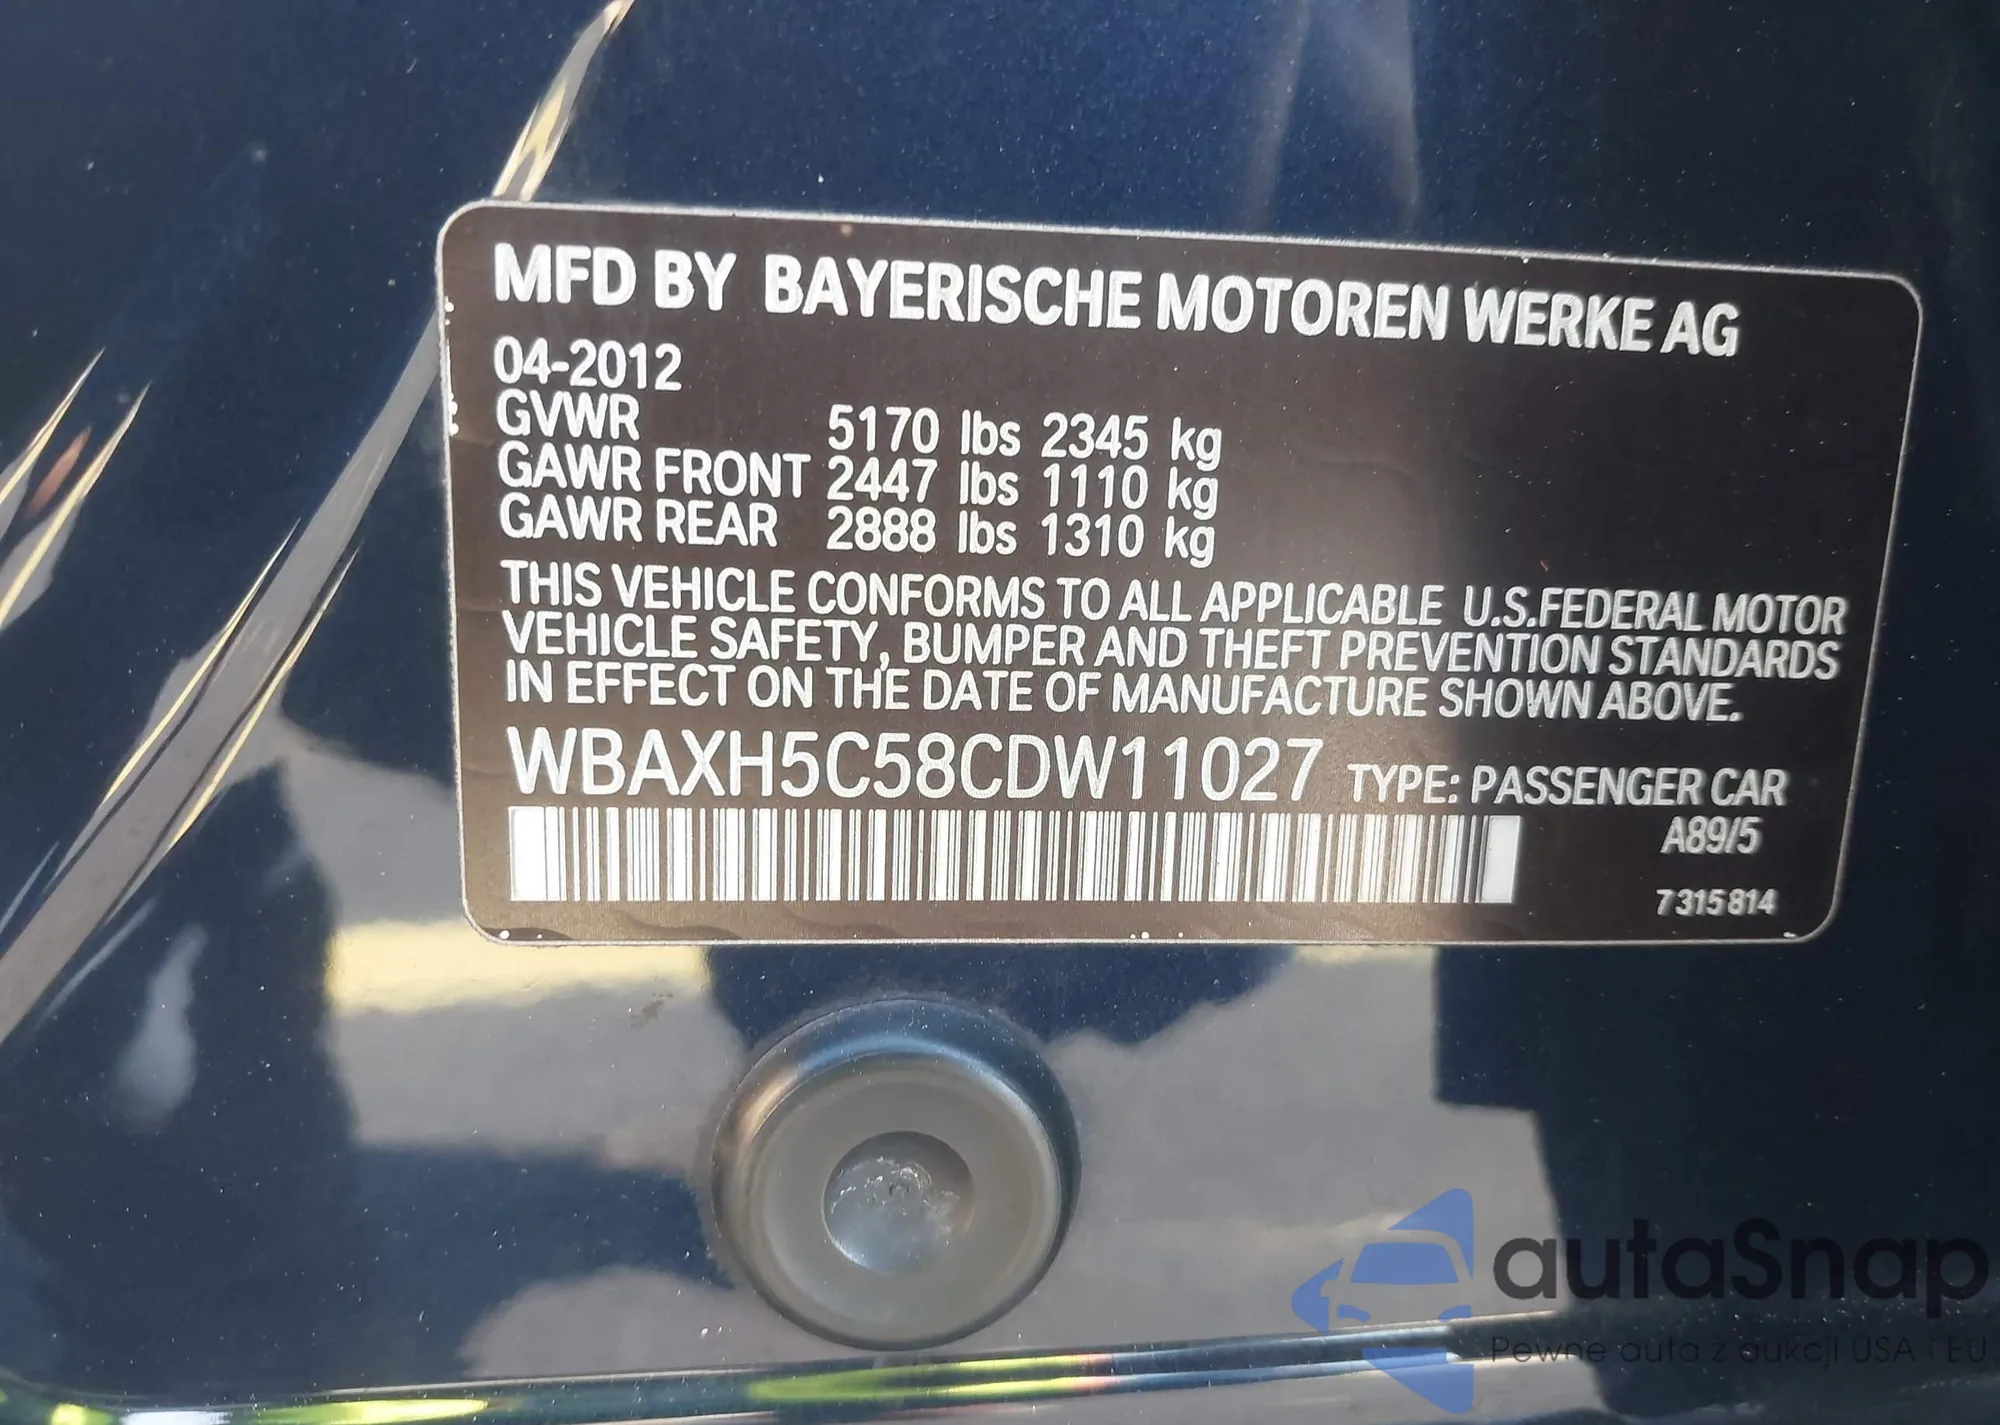 MFD BY BAYERISCHE MOTOREN WERKE AG
04-2012
GVWR 5170 lbs 2345 kg
GAWR FRONT 2447 lbs 1110 kg
GAWR REAR 2888 lbs 1310 kg
THIS VEHICLE CONFORMS TO ALL APPLICABLE U.S.FEDERAL MOTOR
VEHICLE SAFETY, BUMPER AND THEFT PREVENTION STANDARDS
IN EFFECT ON THE DATE OF MANUFACTURE SHOWN ABOVE.
WBAXH5C58CDW11027 TYPE: PASSENGER CAR
A89/5
7 315 814
autaSnap
Pewne auta z aukcji USA i EU